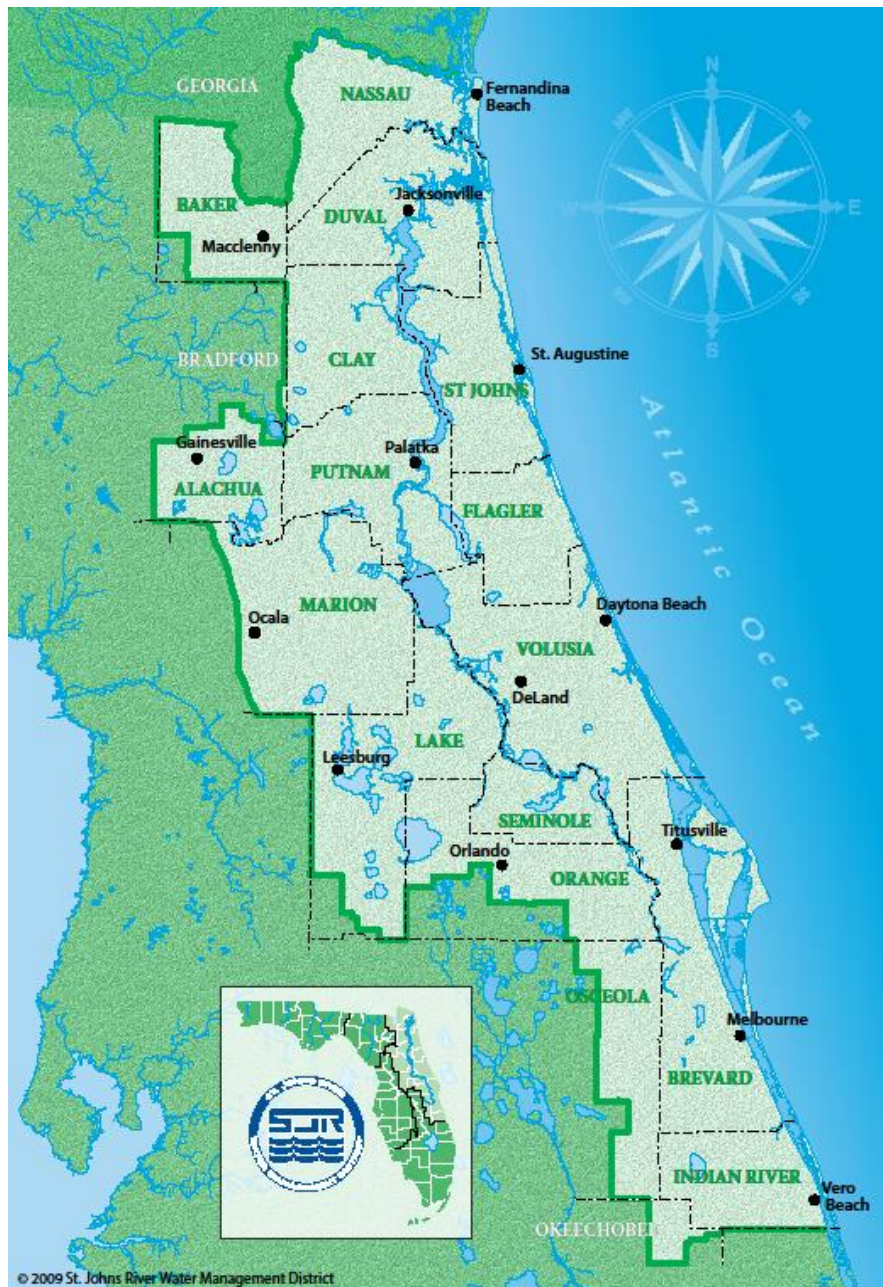 GEORGIA
NASSAU
Fernandina
Beach
N
BAKER
Jacksonville
DUVAL
Macclenny
W
E
S
BRADFORD
CLAY
St. Augustine
ST JOHNS
Gainesville
Palatka
ALACHUA
PUTNAM
FLAGLER
Atlantic Ocean
MARION
Ocala
Daytona Beach
VOLUSIA
DeLand
LAKE
Leesburg
SEMINOLE
Titusville
Orlando
ORANGE
OSCEOLA
Melbourne
BREVARD
SJR
INDIAN RIVER
Vero
Beach
OKEECHOBEE
© 2009 St. Johns River Water Management District